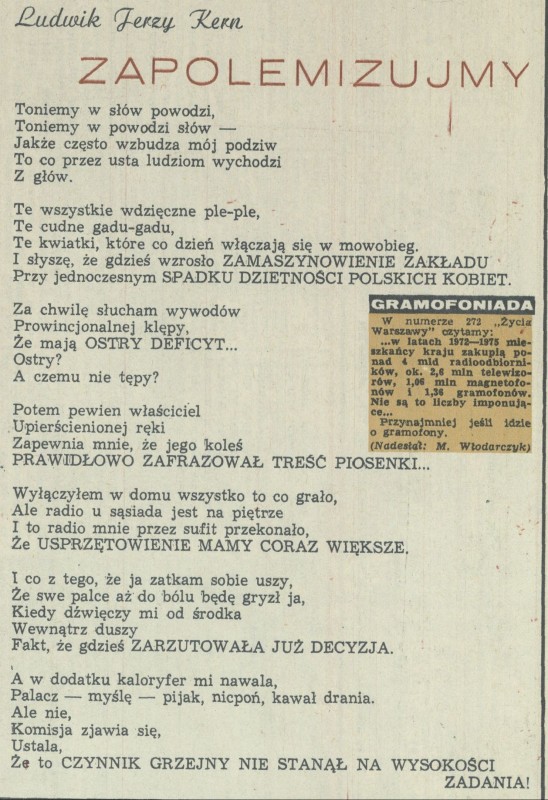 Ludwik Jerzy Kern
ZAPOLEMIZUJMY
Toniemy w słów powodzi,
Toniemy w powodzi słów —
Jakże często wzbudza mój podziw
To co przez usta ludziom wychodzi
Z głów.
Te wszystkie wdzięczne ple-ple,
Te cudne gadu-gadu,
Te kwiatki, które co dzień włączają się w mowobieg.
I słyszę, że gdzieś wzrosło ZAMASZYNOWIENIE ZAKŁADU
Przy jednoczesnym SPADKU DZIETNOŚCI POLSKICH KOBIET.
Za chwilę słucham wywodów
Prowincjonalnej klępy,
Że mają OSTRY DEFICYT...
Ostry?
A czemu nie tępy?
Potem pewien właściciel
Upierścienionej ręki
Zapewnia mnie, że jego koleś
PRAWIDŁOWO ZAFRAZOWAŁ TREŚĆ PIOSENKI...
GRAMOFONIADA
W numerze 272 „Życia
Warszawy” czytamy:
...w latach 1972—1975 mie-
szkańcy kraju zakupią po-
nad 4 mld radioodbiorni-
ków, ok. 2,6 mln telewizo-
rów, 1,06 mln magnetofo-
nów i 1,36 gramofonów.
Nie są to liczby imponują-
ce...
Przynajmniej jeśli idzie
o gramofony.
(Nadesłał: M. Włodarczyk)
Wyłączyłem w domu wszystko to co grało,
Ale radio u sąsiada jest na piętrze
I to radio mnie przez sufit przekonało,
Że USPRZĘTOWIENIE MAMY CORAZ WIĘKSZE.
I co z tego, że ja zatkam sobie uszy,
Że swe palce aż do bólu będę gryzł ja,
Kiedy dźwięczy mi od środka
Wewnątrz duszy
Fakt, że gdzieś ZARZUTOWAŁA JUŻ DECYZJA.
A w dodatku kaloryfer mi nawala,
Palacz — myślę — pijak, nicpoń, kawał drania.
Ale nie,
Komisja zjawia się,
Ustala,
Że to CZYNNIK GRZEJNY NIE STANĄŁ NA WYSOKOŚCI
ZADANIA!